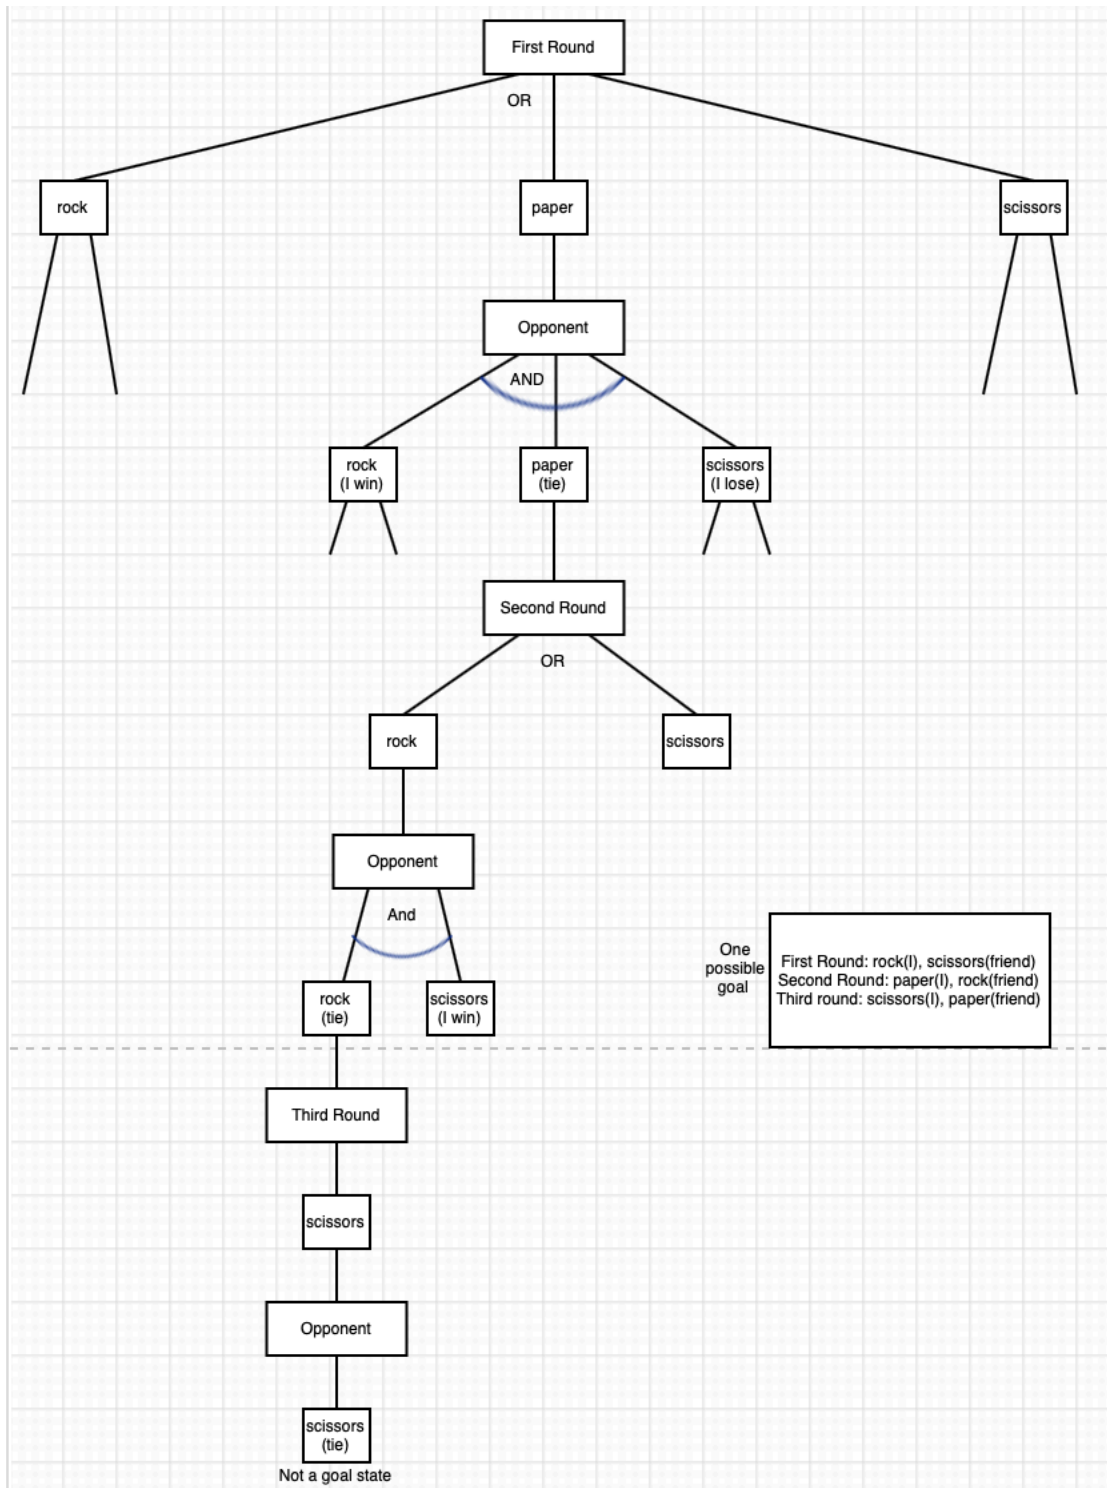 First Round
OR
rock
paper
scissors
Opponent
AND
rock
(I win)
paper
(tie)
scissors
(I lose)
Second Round
OR
rock
scissors
Opponent
And
rock
(tie)
scissors
(I win)
One
possible
goal
First Round: rock(I), scissors(friend)
Second Round: paper(I), rock(friend)
Third round: scissors(I), paper(friend)
Third Round
scissors
Opponent
scissors
(tie)
Not a goal state